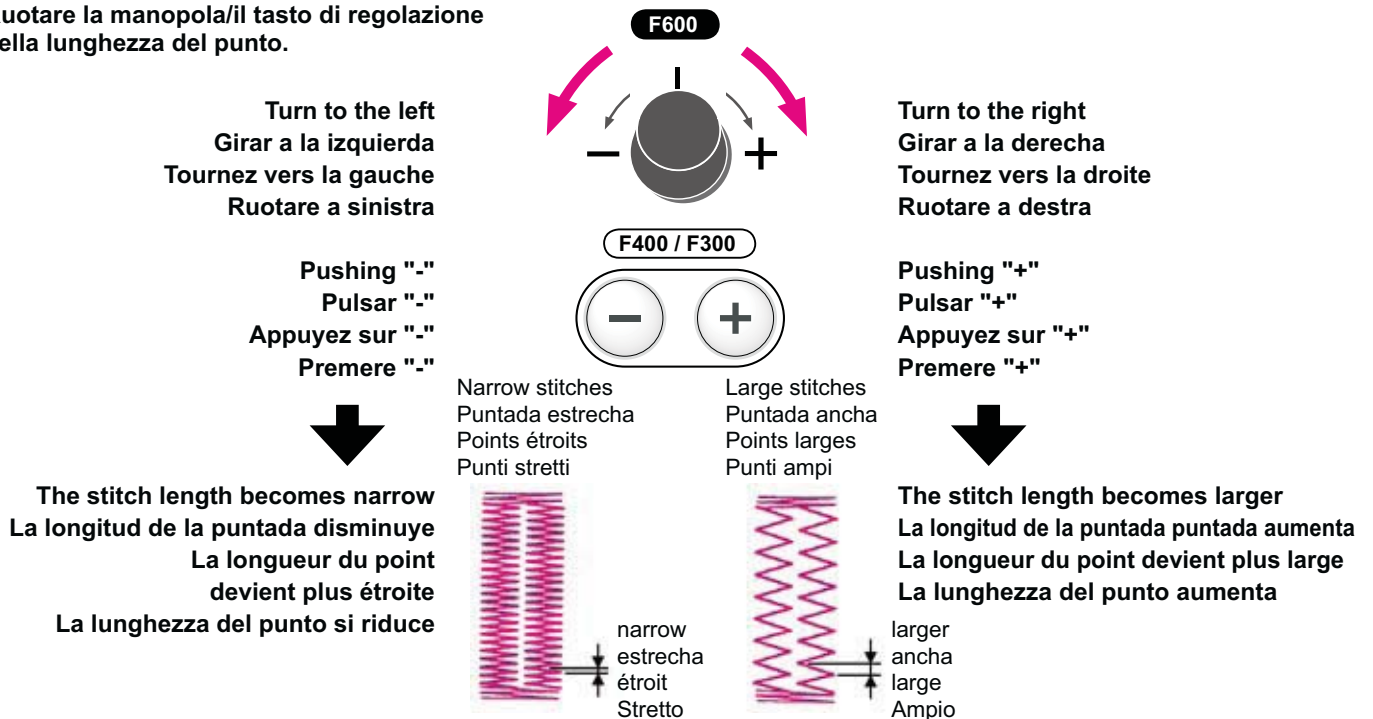 uotare la manopola/il tasto di regolazione
ella lunghezza del punto.
F600
Turn to the left
Girar a la izquierda
Tournez vers la gauche
Ruotare a sinistra
− +
Turn to the right
Girar a la derecha
Tournez vers la droite
Ruotare a destra
F400 / F300
Pushing "-"
Pulsar "-"
Appuyez sur "-"
Premere "-"
− +
Pushing "+"
Pulsar "+"
Appuyez sur "+"
Premere "+"
Narrow stitches
Puntada estrecha
Points étroits
Punti stretti
Large stitches
Puntada ancha
Points larges
Punti ampi
The stitch length becomes narrow
La longitud de la puntada disminuye
La longueur du point
devient plus étroite
La lunghezza del punto si riduce
The stitch length becomes larger
La longitud de la puntada puntada aumenta
La longueur du point devient plus large
La lunghezza del punto aumenta
narrow
estrecha
étroit
Stretto
larger
ancha
large
Ampio